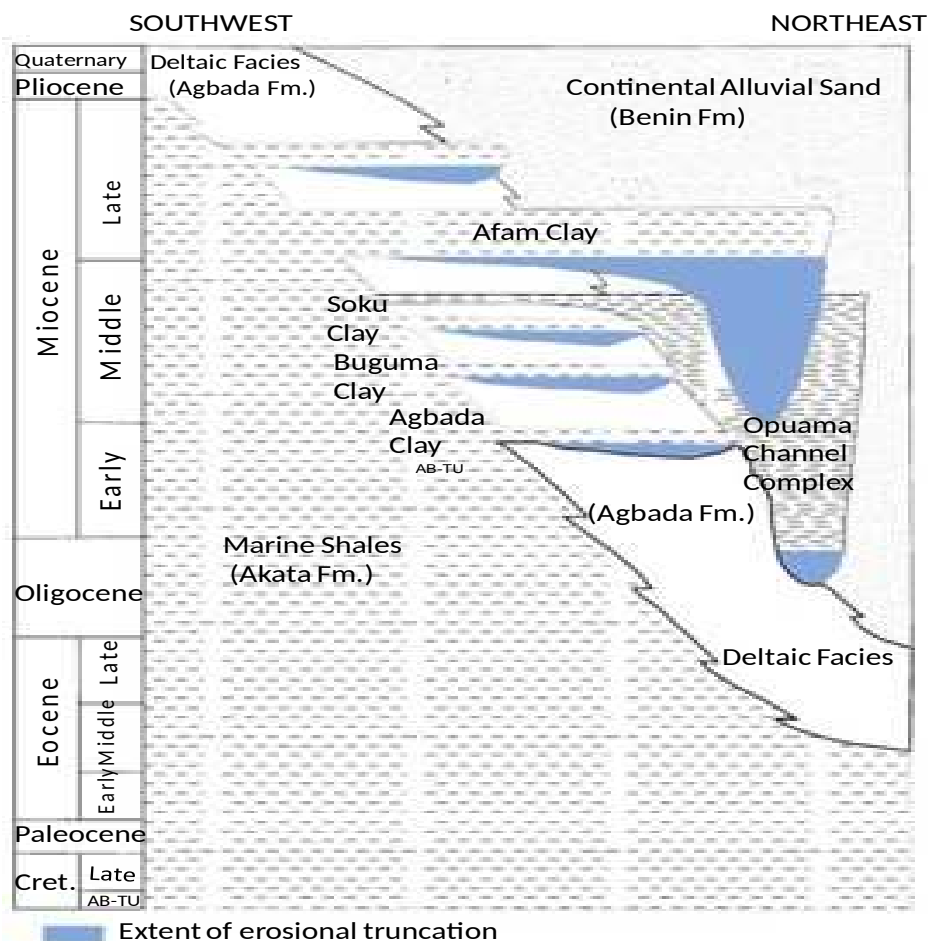 SOUTHWEST
NORTHEAST
Quaternary
Pliocene
Miocene
Late
Middle
Early
Oligocene
Eocene
Late
Middle
Early
Paleocene
Cret.
Late
AB-TU
Deltaic Facies
(Agbada Fm.)
Continental Alluvial Sand
(Benin Fm)
Afam Clay
Soku
Clay
Buguma
Clay
Agbada
Clay
AB-TU
Opuama
Channel
Complex
(Agbada Fm.)
Marine Shales
(Akata Fm.)
Deltaic Facies
Extent of erosional truncation